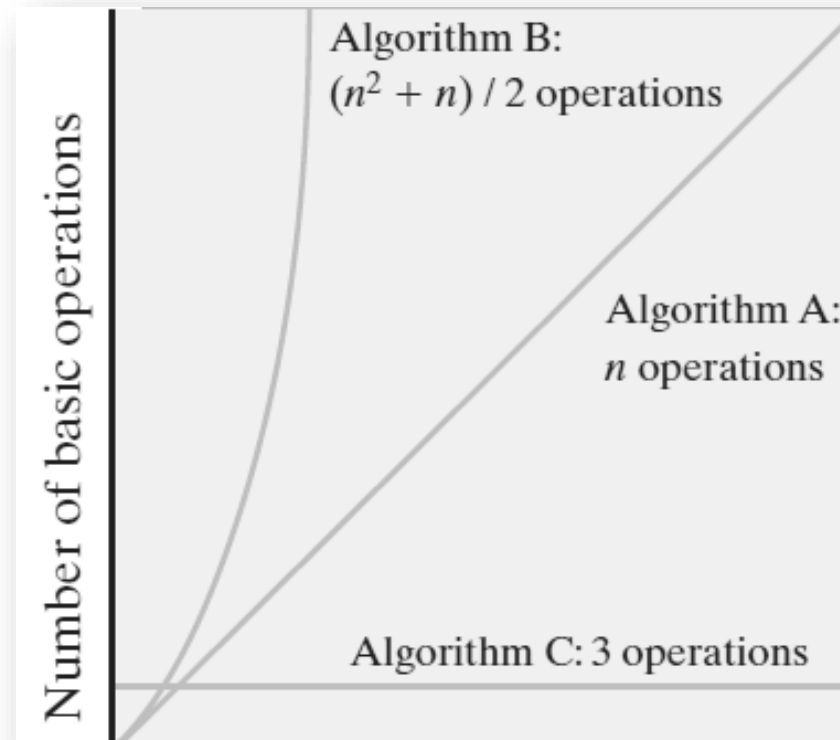 Number of basic operations
Algorithm B:
(n² + n) / 2 operations
Algorithm A:
n operations
Algorithm C: 3 operations